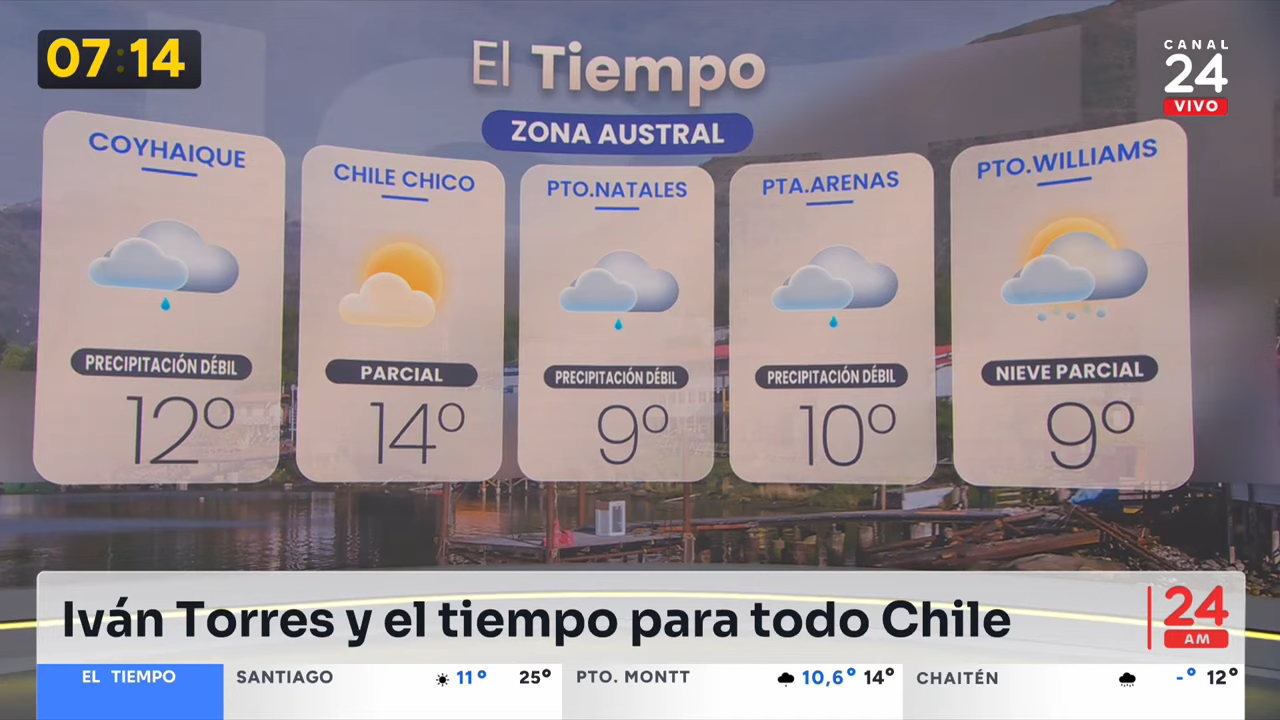 07:14
El Tiempo
CANAL
24
VIVO
ZONA AUSTRAL
COYHAIQUE
PRECIPITACIÓN DÉBIL
12°
CHILE CHICO
PARCIAL
14°
PTO.NATALES
PRECIPITACIÓN DÉBIL
9°
PTA.ARENAS
PRECIPITACIÓN DÉBIL
10°
PTO.WILLIAMS
NIEVE PARCIAL
9°
Iván Torres y el tiempo para todo Chile
24
AM
EL TIEMPO
SANTIAGO 11° 25°
PTO. MONTT 10,6° 14°
CHAITÉN -° 12°